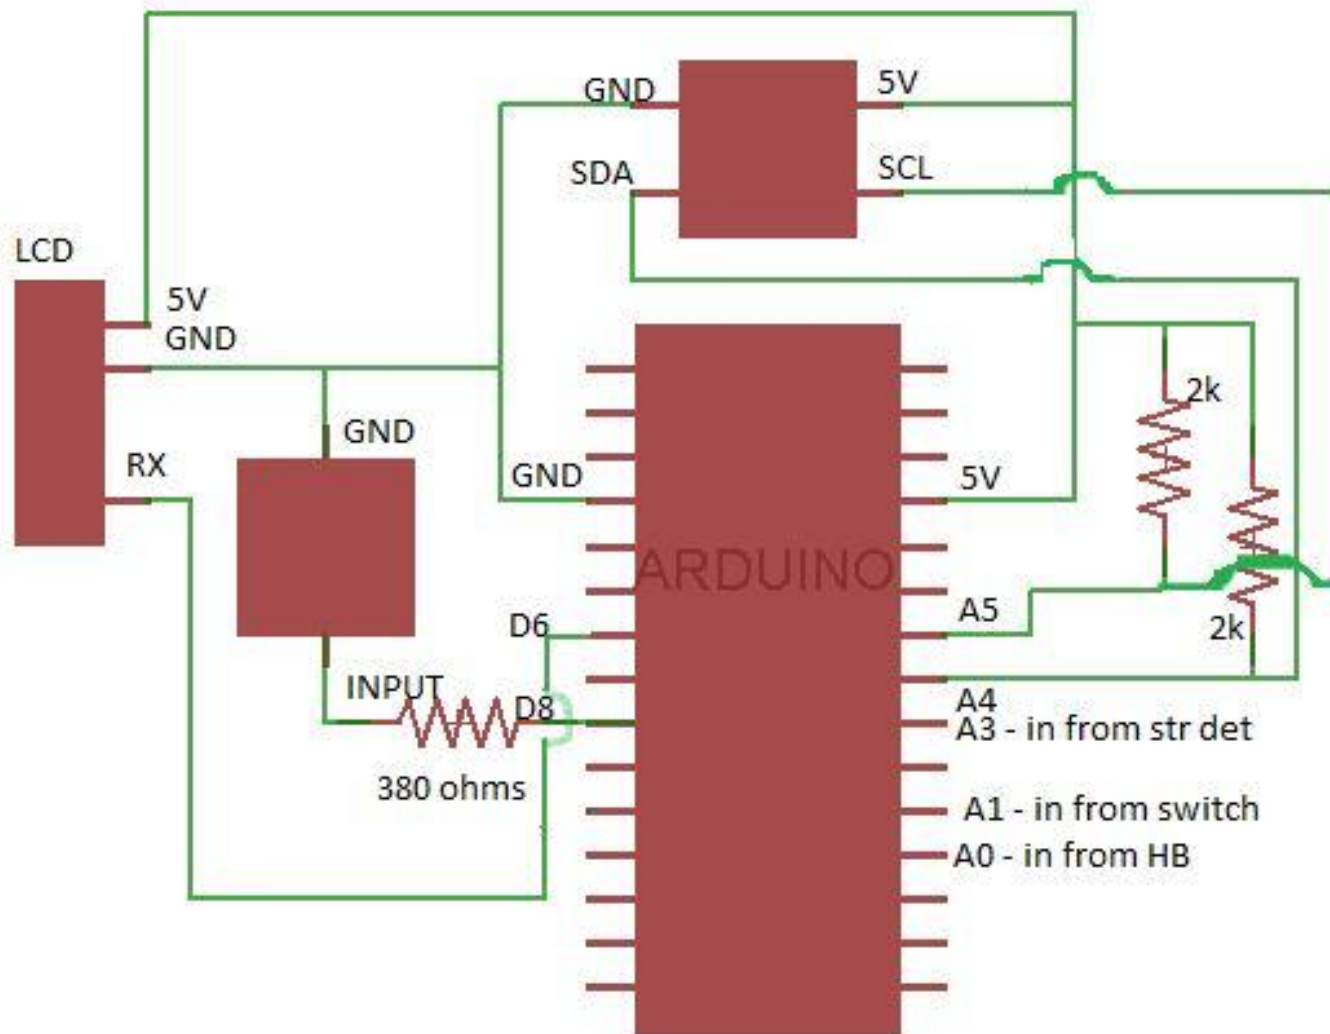 GND
5V
SDA
SCL
LCD
5V
GND
2k
GND
RX
GND
5V
ARDUINO
A5
D6
2k
INPUT
D8
A4
A3 - in from str det
380 ohms
A1 - in from switch
A0 - in from HB